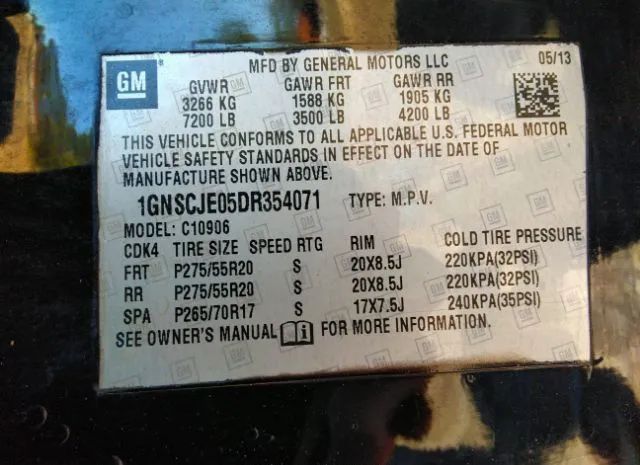 GM
MFD BY GENERAL MOTORS LLC 05/13
GVWR GAWR FRT GAWR RR
3266 KG 1588 KG 1905 KG
7200 LB 3500 LB 4200 LB
THIS VEHICLE CONFORMS TO ALL APPLICABLE U.S. FEDERAL MOTOR
VEHICLE SAFETY STANDARDS IN EFFECT ON THE DATE OF
MANUFACTURE SHOWN ABOVE.
1GNSCJE05DR354071 TYPE: M.P.V.
MODEL: C10906
CDK4 TIRE SIZE SPEED RTG RIM COLD TIRE PRESSURE
FRT P275/55R20 S 20X8.5J 220KPA(32PSI)
RR P275/55R20 S 20X8.5J 220KPA(32PSI)
SPA P265/70R17 S 17X7.5J 240KPA(35PSI)
SEE OWNER'S MANUAL FOR MORE INFORMATION.